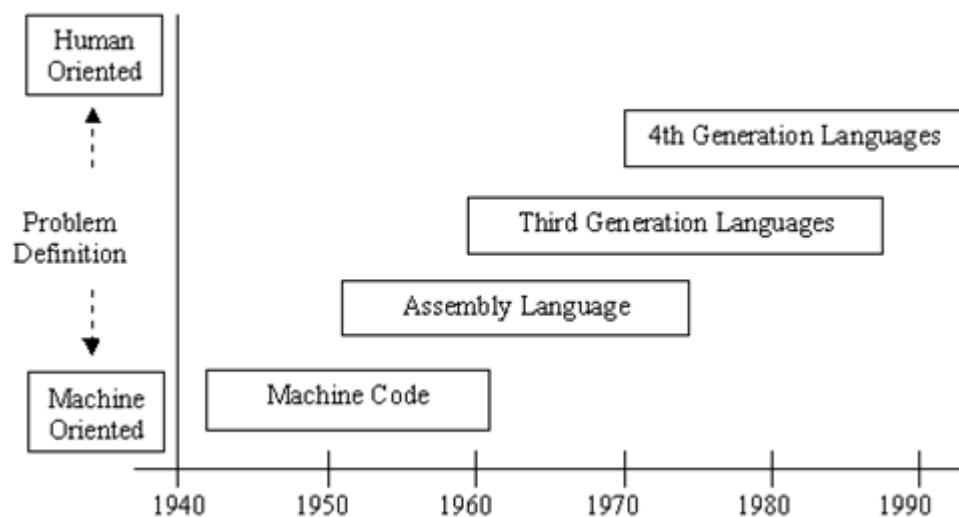 Human
Oriented
4th Generation Languages
Third Generation Languages
Problem
Definition
Assembly Language
Machine Code
Machine
Oriented
1940 1950 1960 1970 1980 1990